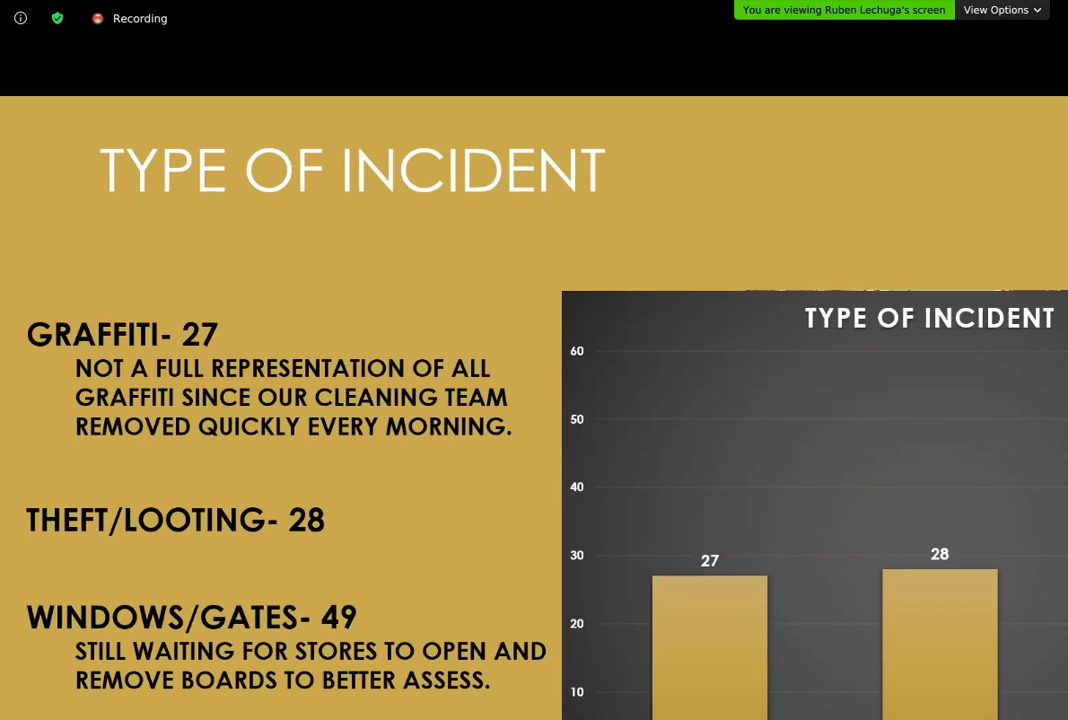 Recording
You are viewing Ruben Lechuga's screen
View Options
TYPE OF INCIDENT
GRAFFITI- 27
NOT A FULL REPRESENTATION OF ALL
GRAFFITI SINCE OUR CLEANING TEAM
REMOVED QUICKLY EVERY MORNING.
THEFT/LOOTING- 28
WINDOWS/GATES- 49
STILL WAITING FOR STORES TO OPEN AND
REMOVE BOARDS TO BETTER ASSESS.
TYPE OF INCIDENT
60
50
40
30
20
10
27
28